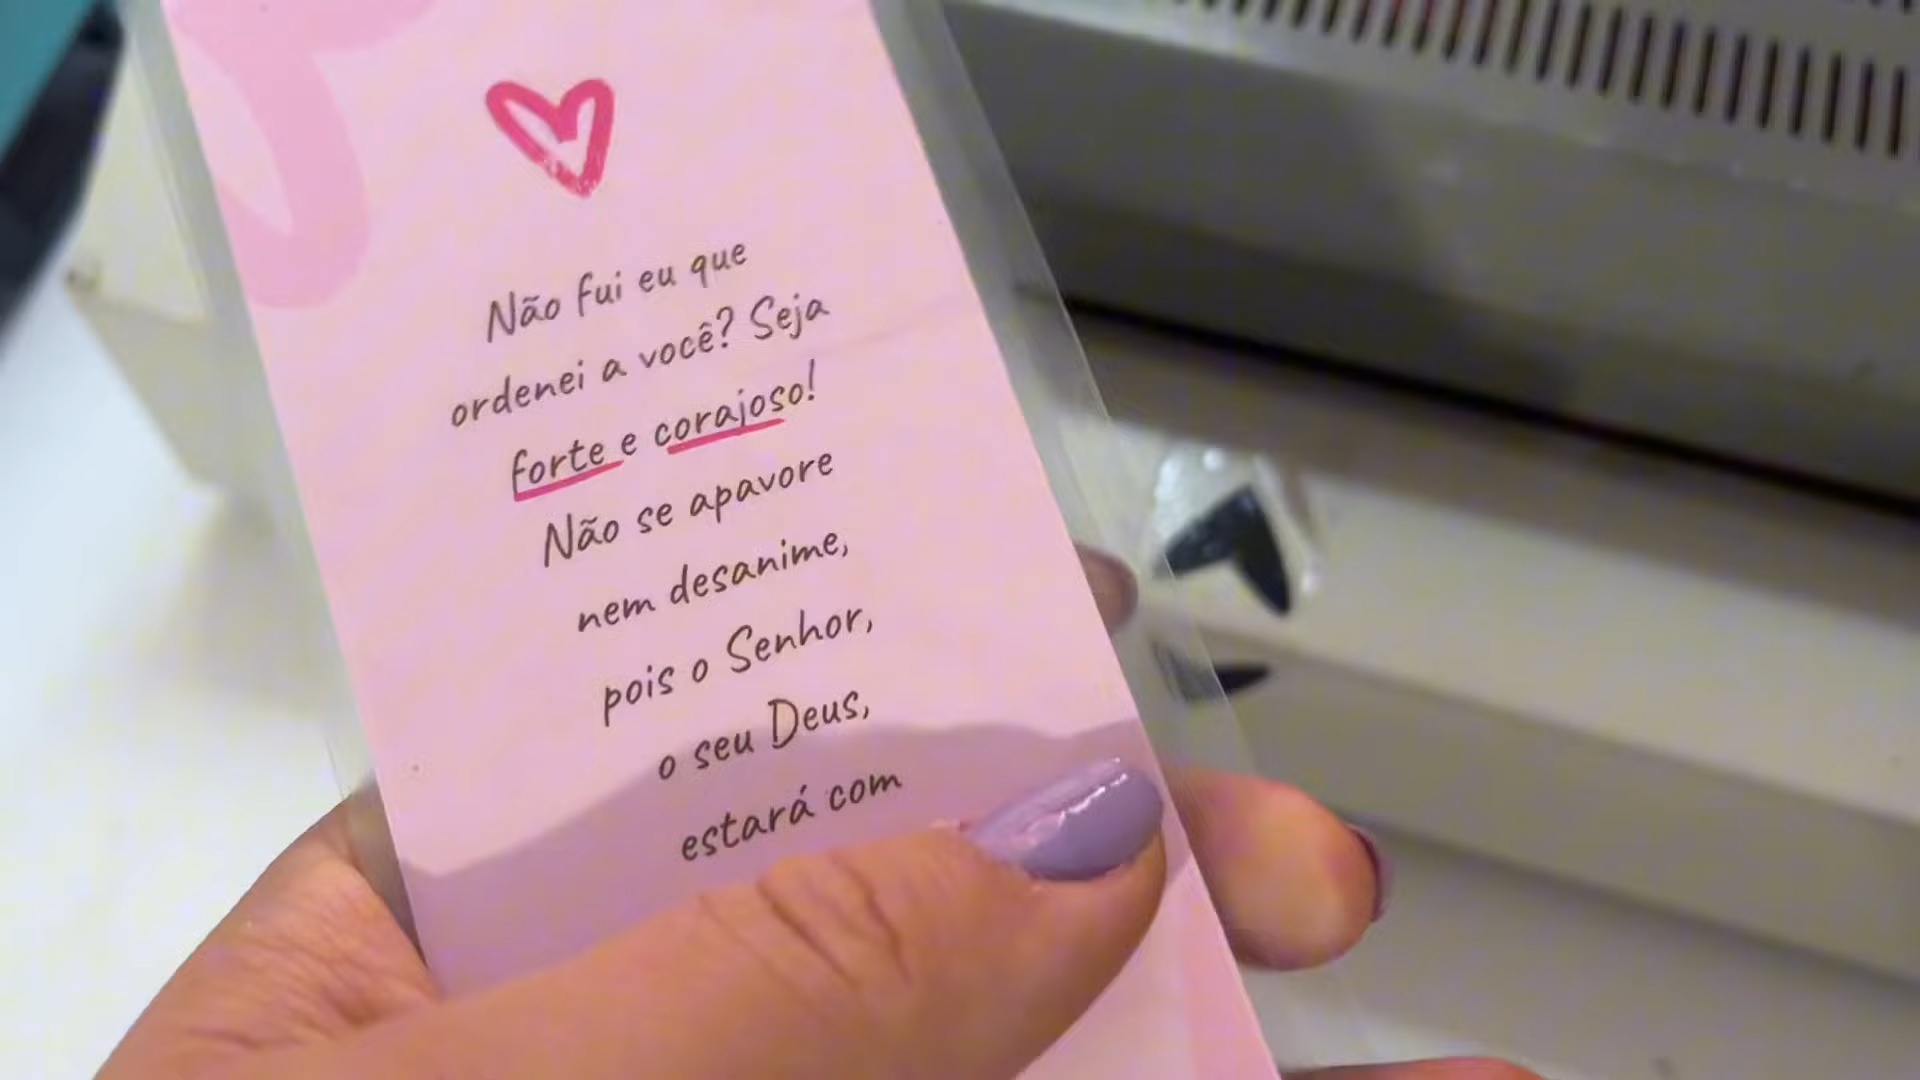 Não fui eu que
ordenei a você? Seja
forte e corajoso!
Não se apavore
nem desanime,
pois o Senhor,
o seu Deus,
estará com